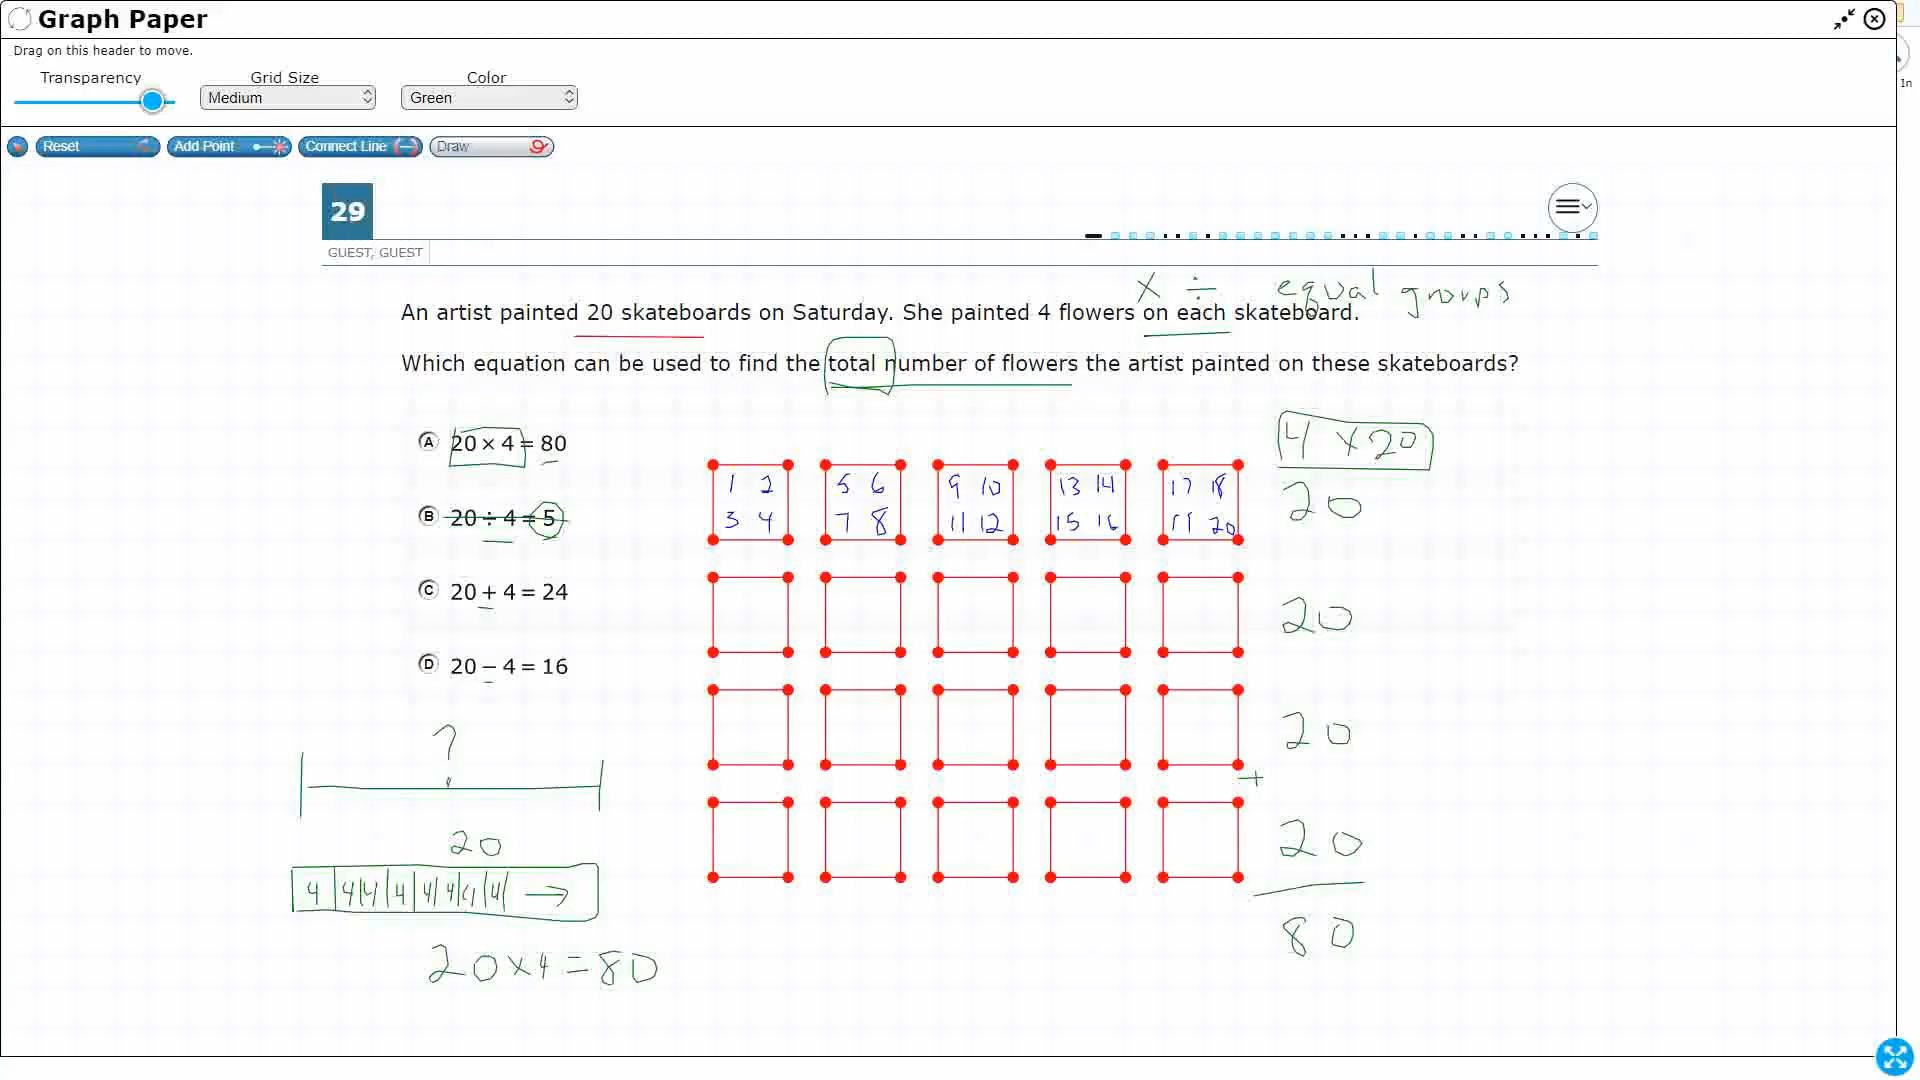 Graph Paper
Drag on this header to move.
Transparency Grid Size Color
Medium Green
Reset Add Point Connect Line Draw
In
29
GUEST, GUEST
× ÷ equal groups
An artist painted 20 skateboards on Saturday. She painted 4 flowers on each skateboard.
Which equation can be used to find the total number of flowers the artist painted on these skateboards?
A 20 × 4 = 80
B 20 ÷ 4 = 5
C 20 + 4 = 24
D 20 − 4 = 16
4 × 20
1 2 5 6 9 10 13 14 17 18
3 4 7 8 11 12 15 16 20
20
20
20
+
20
80
?
20
4 4 4 4 4 4 4 4 →
20 × 4 = 80